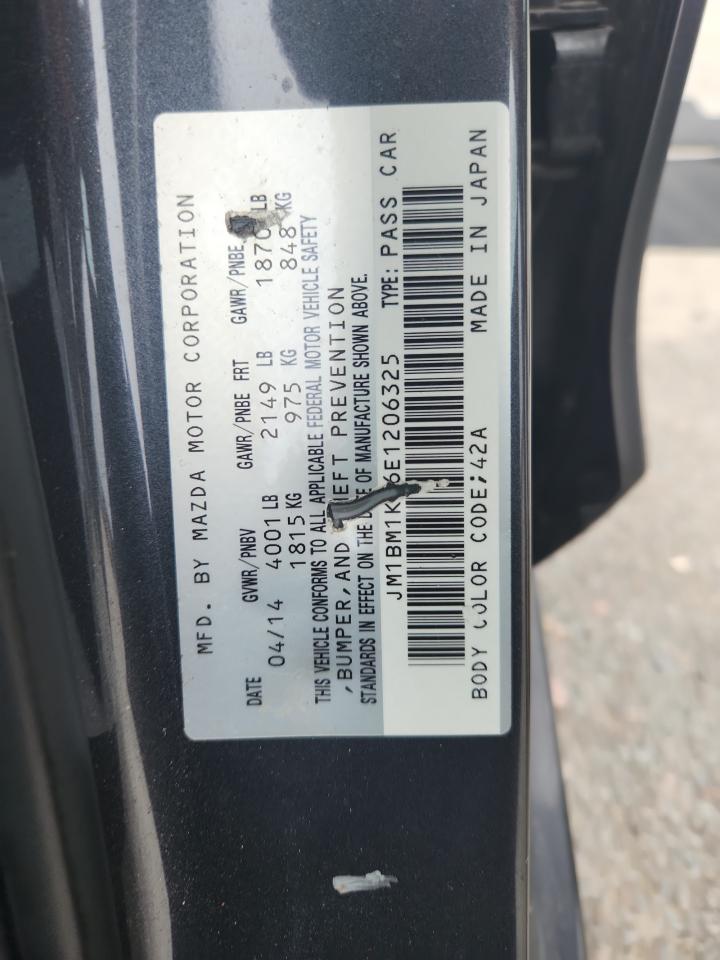 MFD. BY MAZDA MOTOR CORPORATION
DATE GVWR/PNBV GAWR/PNBE FRT GAWR/PNBE
04/14 4001 LB 2149 LB 1870 LB
1815 KG 975 KG 848 KG
THIS VEHICLE CONFORMS TO ALL APPLICABLE FEDERAL MOTOR VEHICLE SAFETY
, BUMPER, AND THEFT PREVENTION
STANDARDS IN EFFECT ON THE DATE OF MANUFACTURE SHOWN ABOVE.
TYPE: PASS CAR
BODY COLOR CODE;42A MADE IN JAPAN